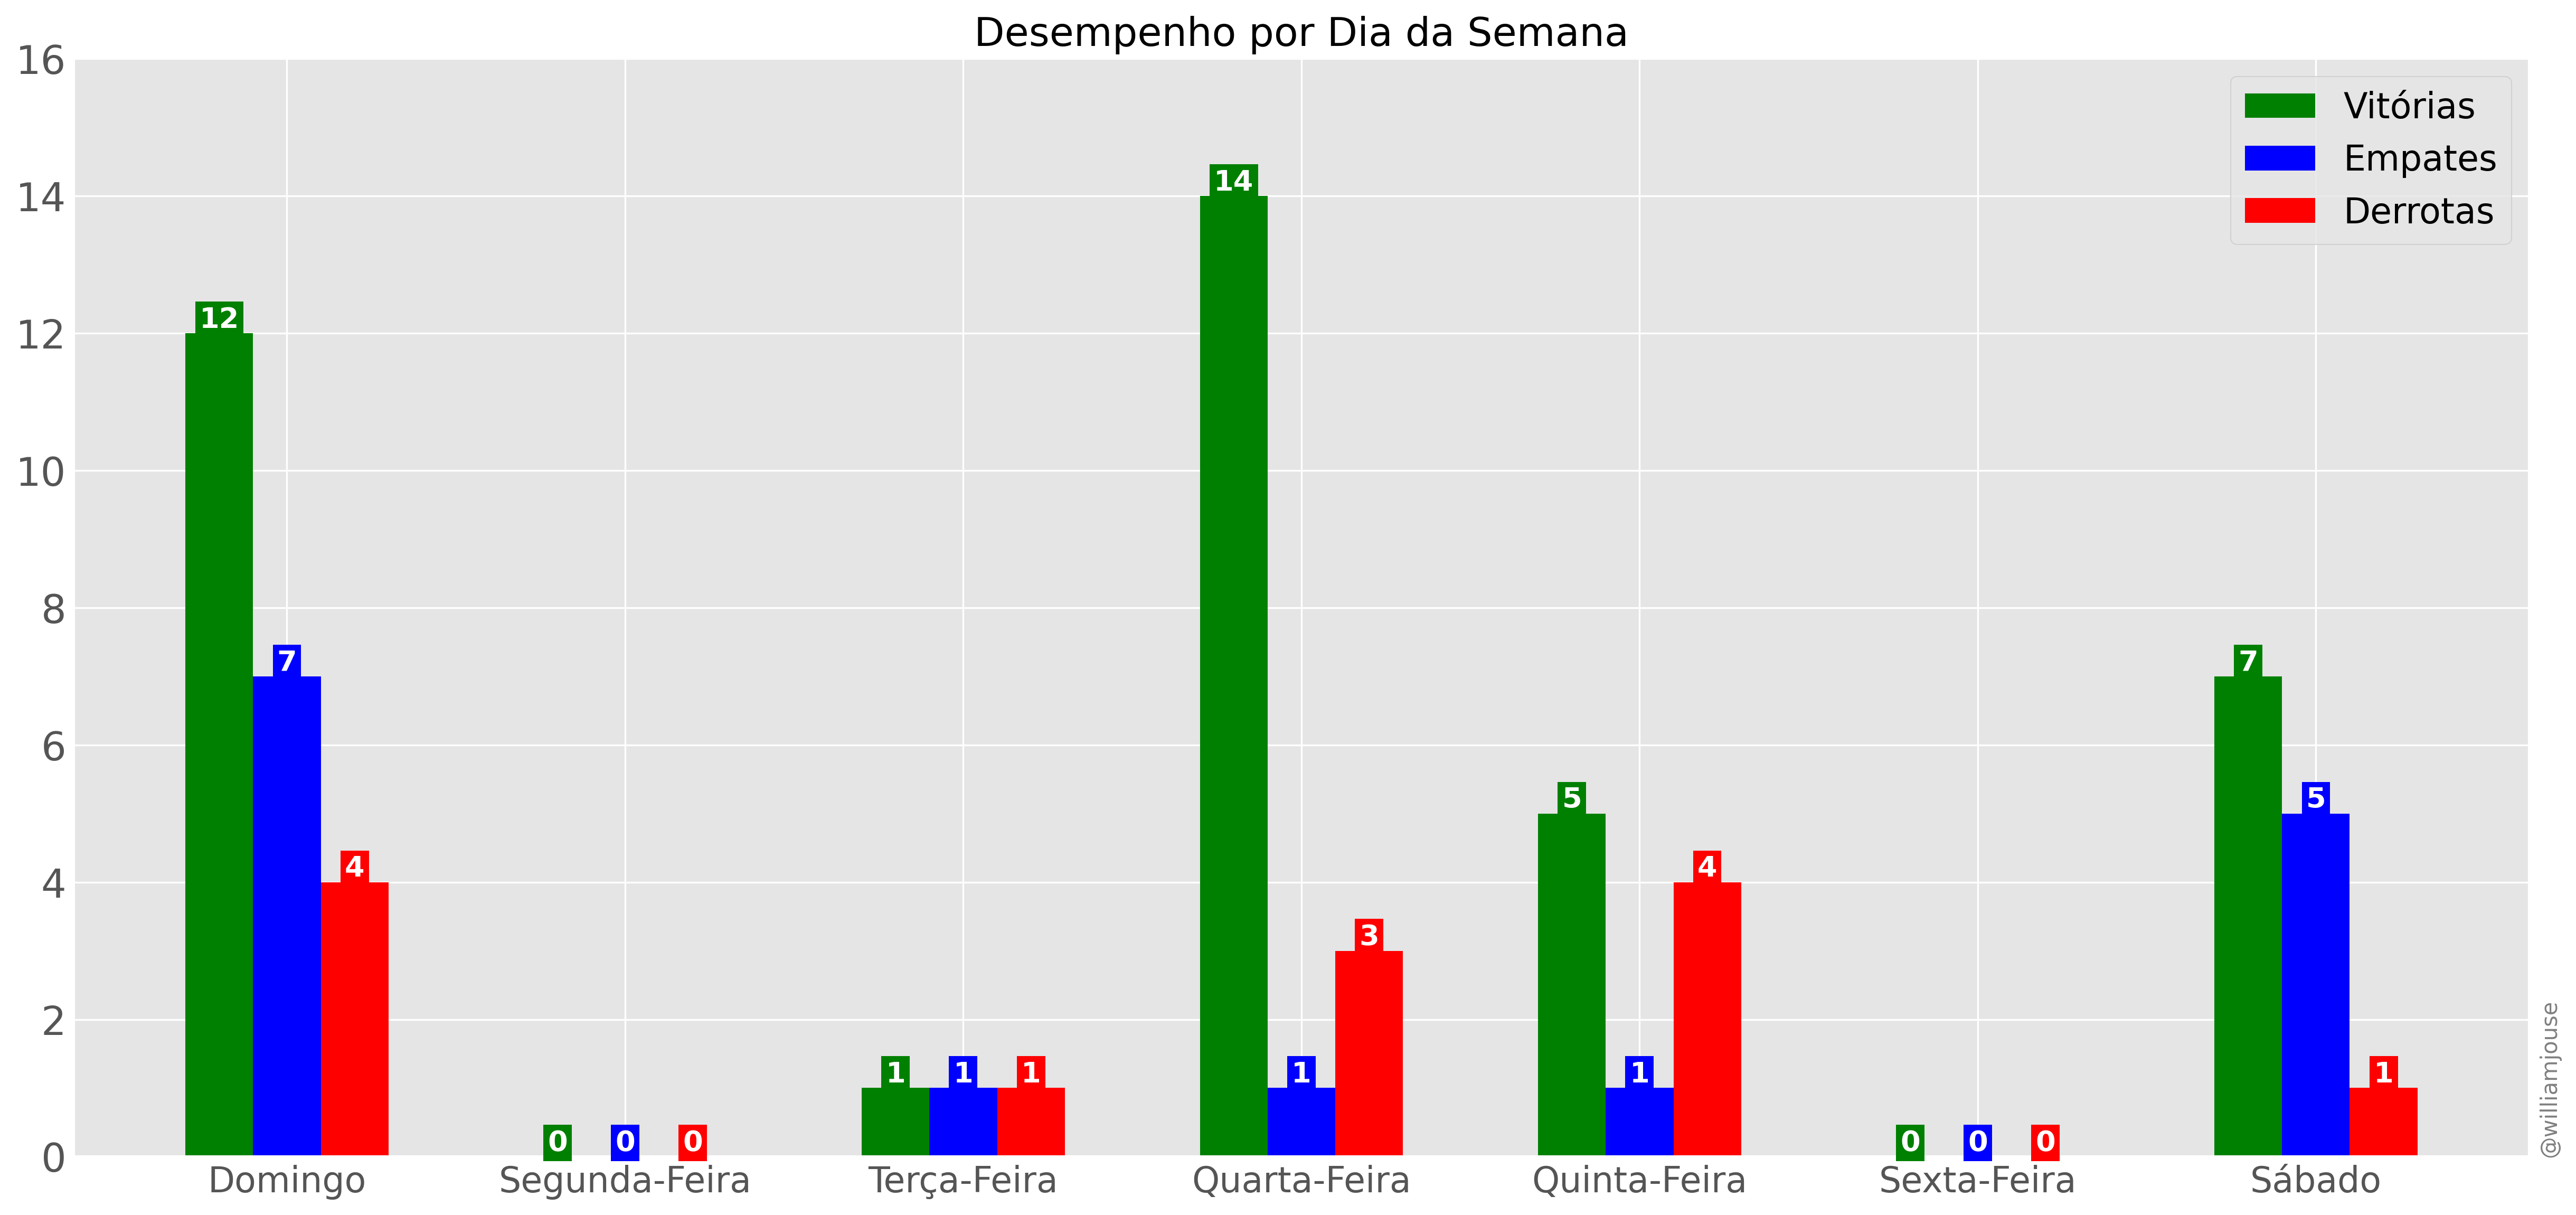 Desempenho por Dia da Semana
16
14
12
10
8
6
4
2
0
Vitórias
Empates
Derrotas
12
7
4
0
0
0
1
1
1
14
1
3
5
1
4
0
0
0
7
5
1
Domingo
Segunda-Feira
Terça-Feira
Quarta-Feira
Quinta-Feira
Sexta-Feira
Sábado
@williamjouse